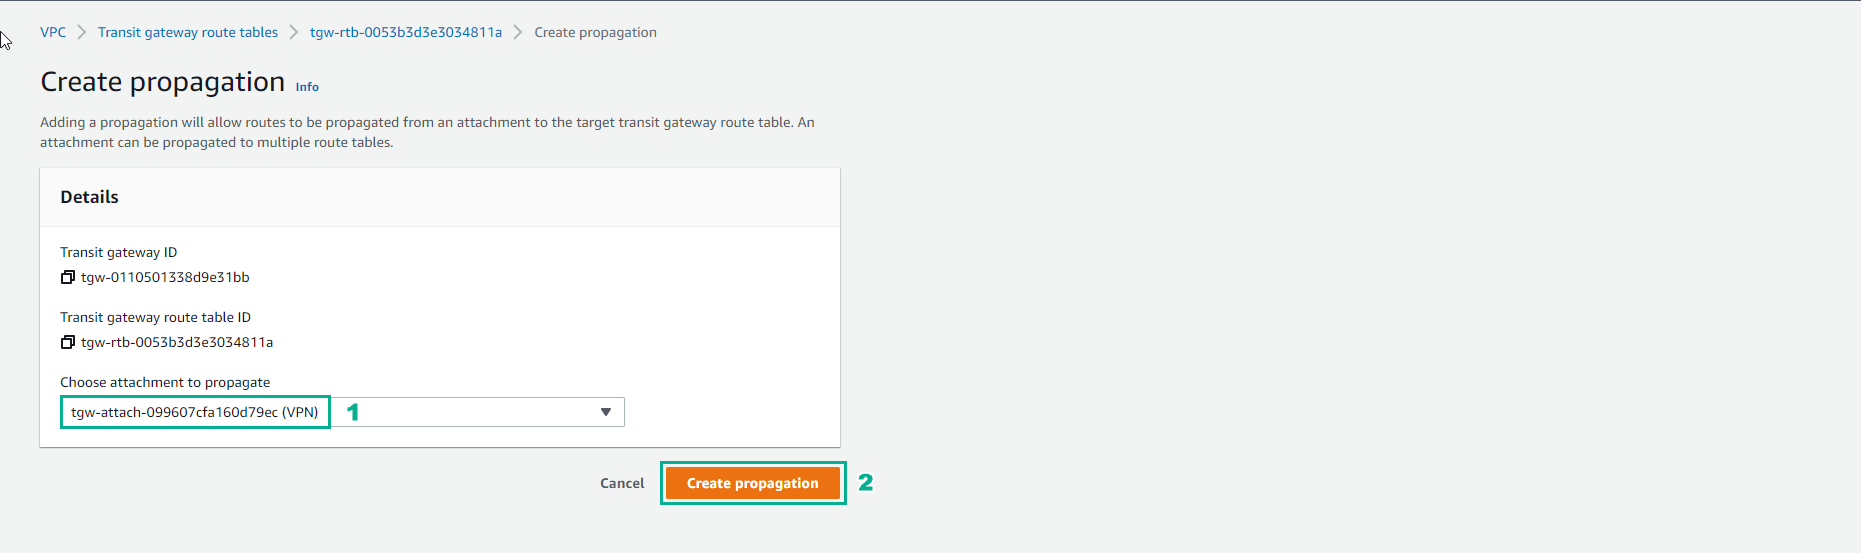 VPC > Transit gateway route tables > tgw-rtb-0053b3d3e3034811a > Create propagation
Create propagation Info
Adding a propagation will allow routes to be propagated from an attachment to the target transit gateway route table. An
attachment can be propagated to multiple route tables.
Details
Transit gateway ID
tgw-0110501338d9e31bb
Transit gateway route table ID
tgw-rtb-0053b3d3e3034811a
Choose attachment to propagate
tgw-attach-099607cfa160d79ec (VPN) 1
Cancel Create propagation 2